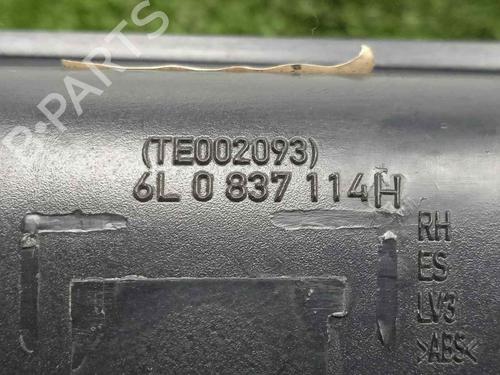 B-PARTS
(TE002093)
6L 0 837 114 H
RH
ES
LV3
>ABS<